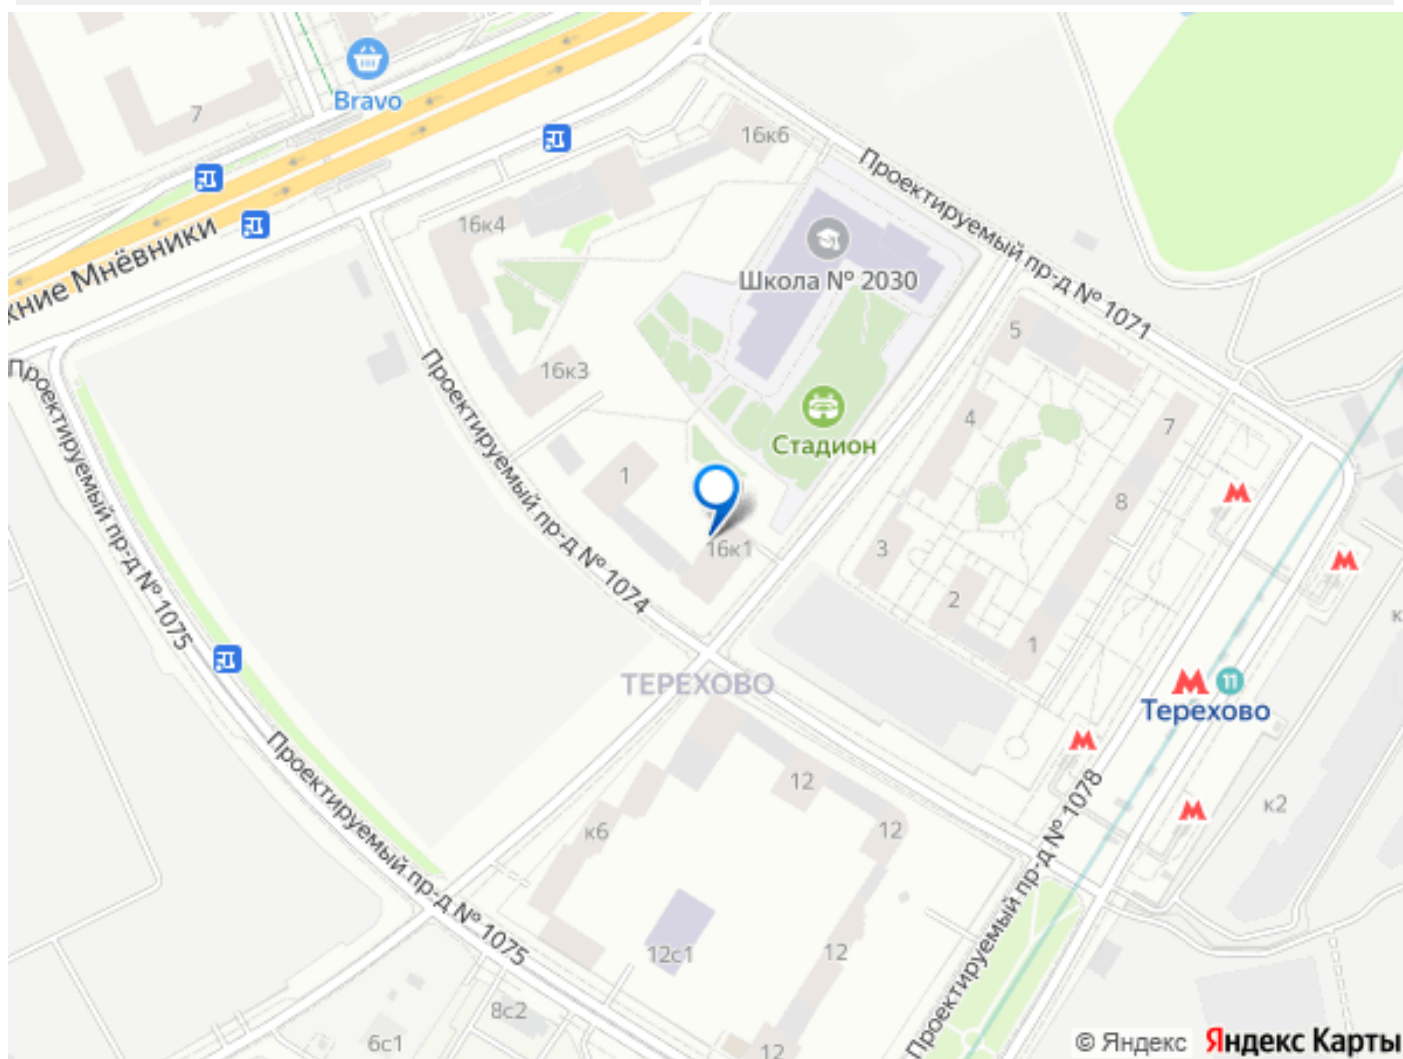 7
Bravo
16к6
16к4
Школа № 2030
Проектируемый пр-д № 1071
жние Мнёвники
16к3
5
Проектируемый пр-д № 1074
Проектируемый пр-д № 1075
Стадион
4
7
1
8
16к1
3
2
1
ТЕРЕХОВО
11
Терехово
12
к6
12
к2
Проектируемый пр-д № 1078
Проектируемый пр-д № 1075
12с1
12
8с2
6с1
12
© Яндекс Яндекс Карты